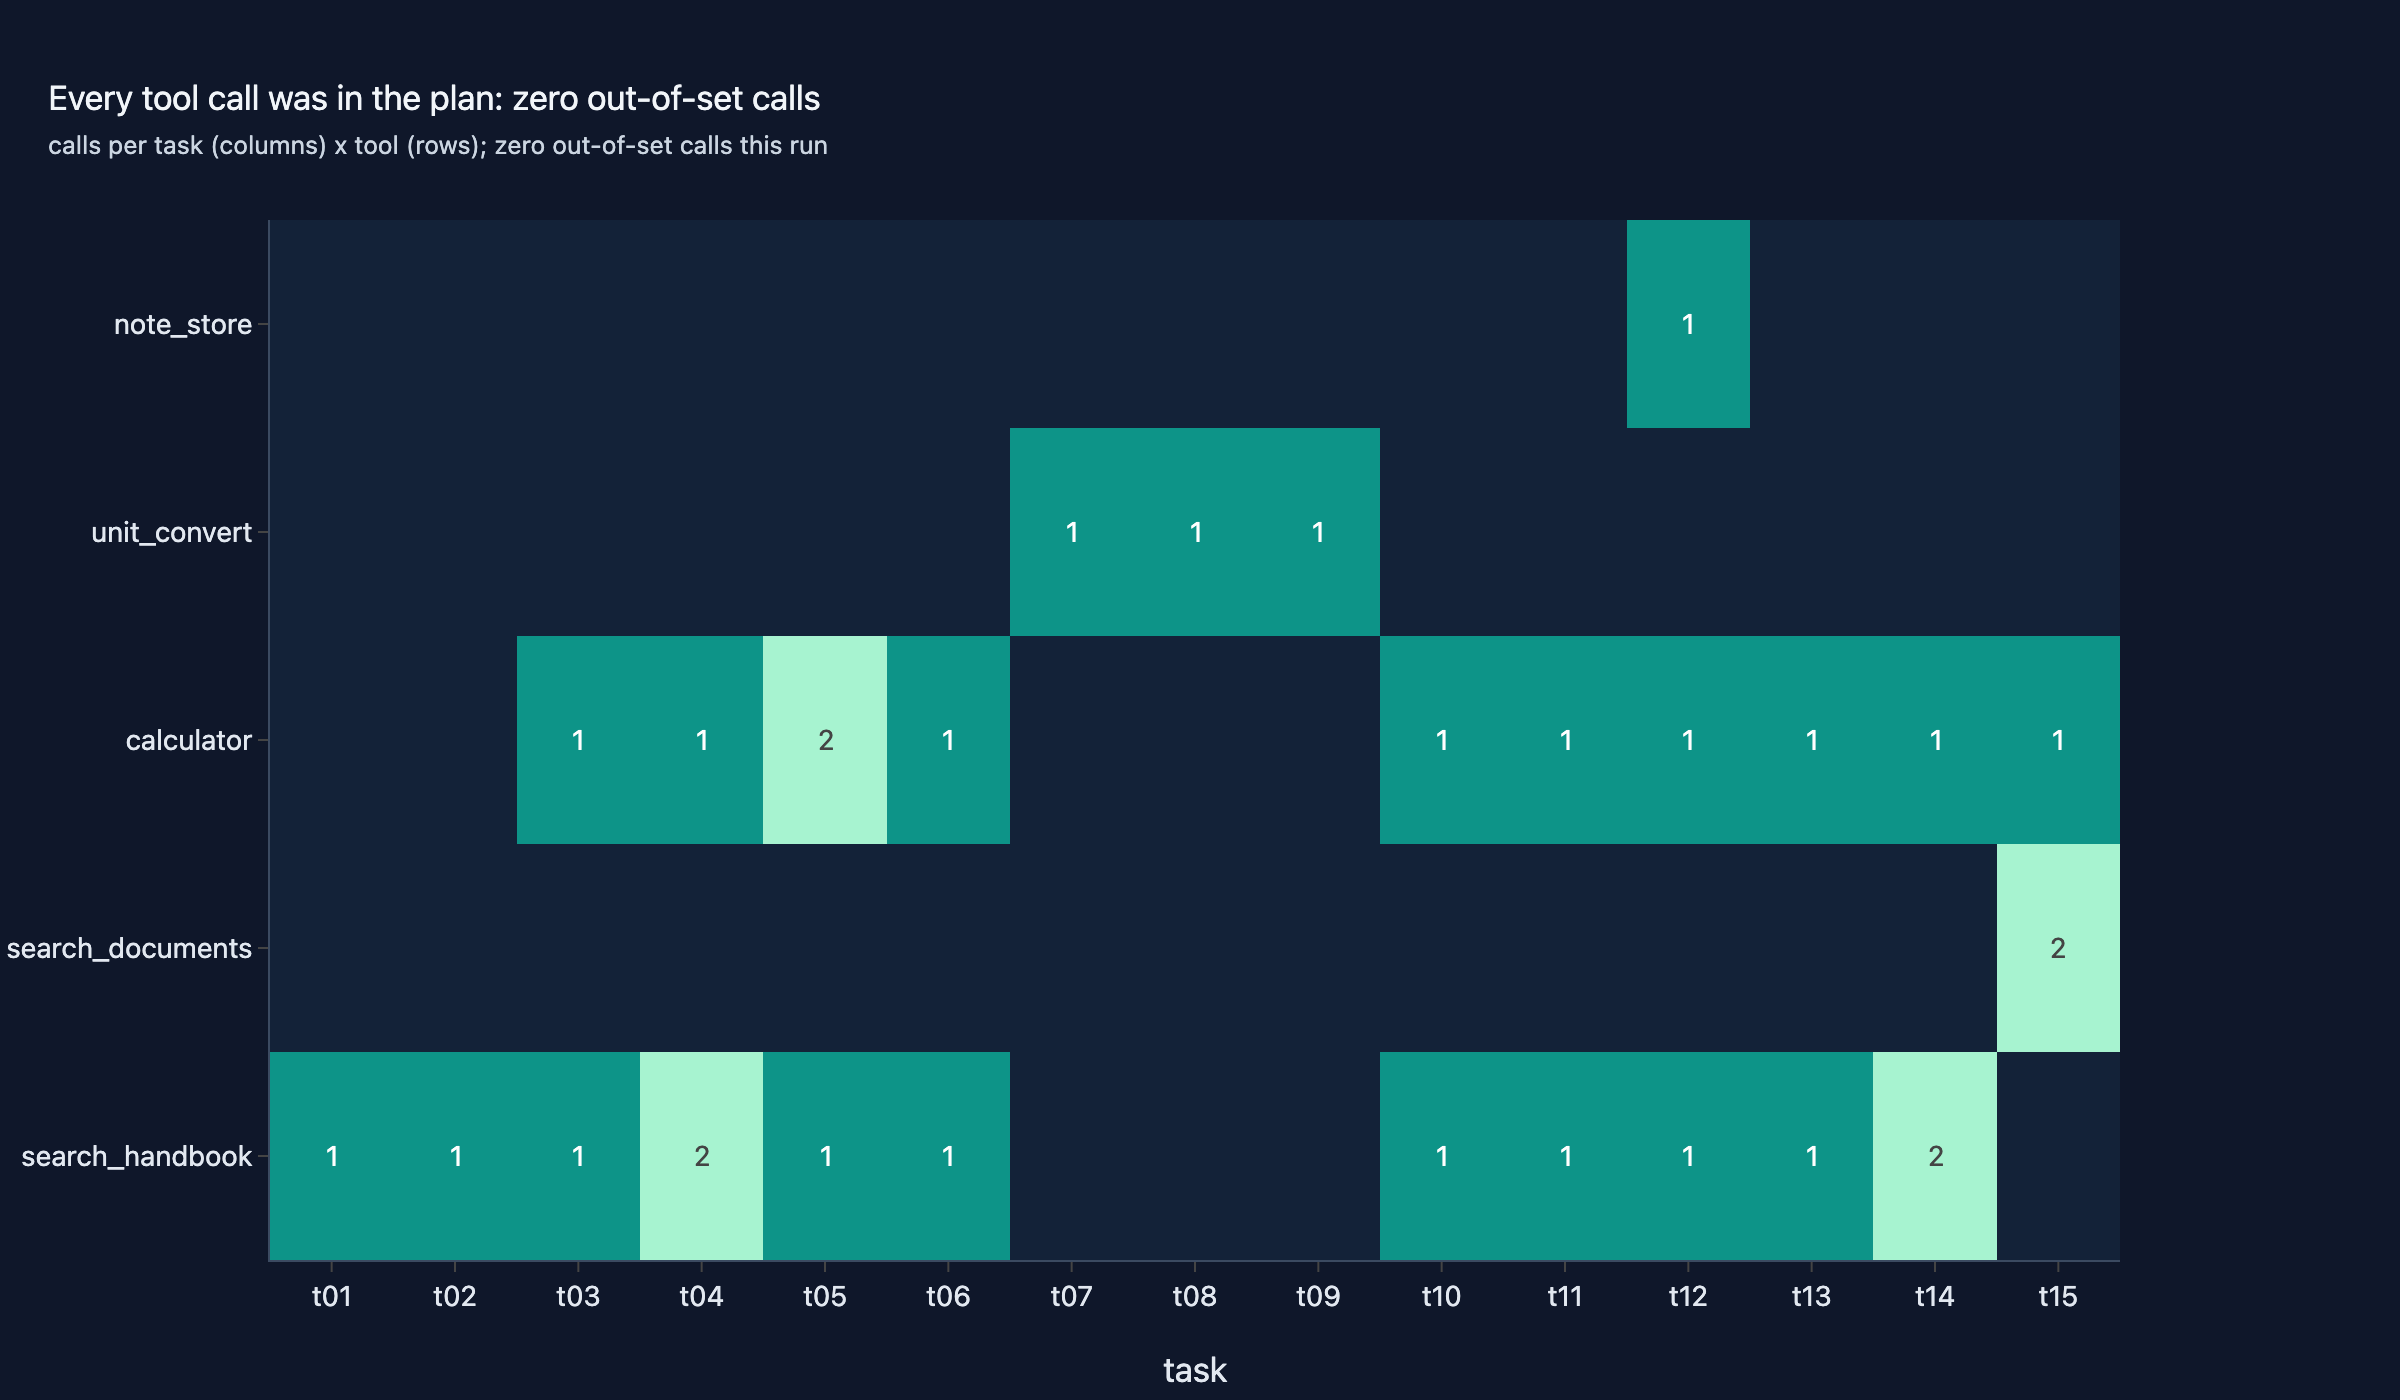 Every tool call was in the plan: zero out-of-set calls
calls per task (columns) x tool (rows); zero out-of-set calls this run
note_store 1
unit_convert 1 1 1
calculator 1 1 2 1 1 1 1 1 1 1
search_documents 2
search_handbook 1 1 1 2 1 1 1 1 1 1 2
t01 t02 t03 t04 t05 t06 t07 t08 t09 t10 t11 t12 t13 t14 t15
task